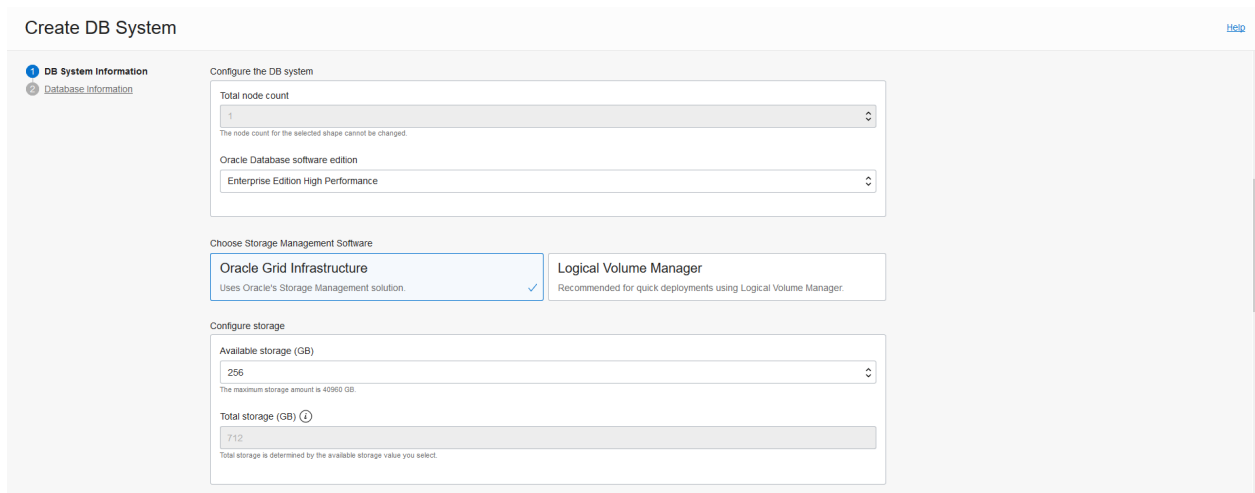 Create DB System
Help
1 DB System Information
2 Database Information
Configure the DB system
Total node count
1
The node count for the selected shape cannot be changed.
Oracle Database software edition
Enterprise Edition High Performance
Choose Storage Management Software
Oracle Grid Infrastructure
Uses Oracle's Storage Management solution.
Logical Volume Manager
Recommended for quick deployments using Logical Volume Manager.
Configure storage
Available storage (GB)
256
The maximum storage amount is 40960 GB.
Total storage (GB) i
712
Total storage is determined by the available storage value you select.